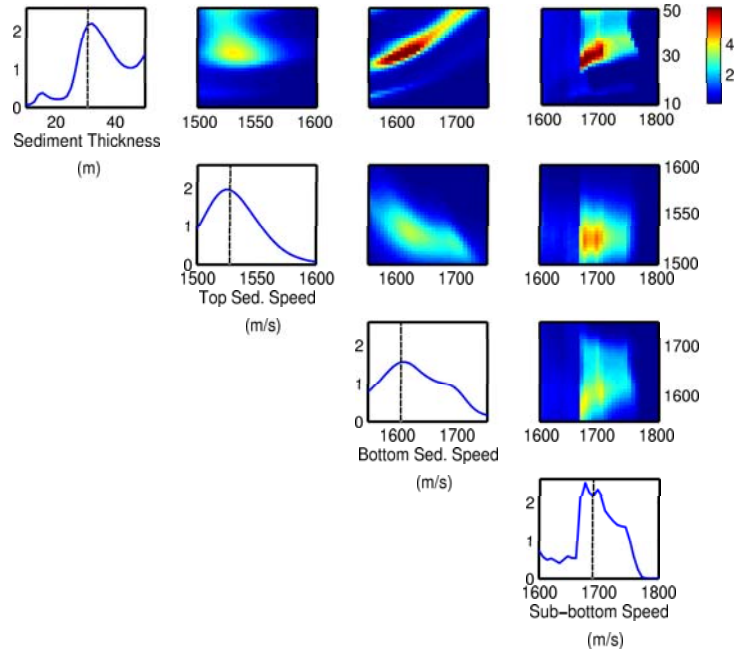 2
1
0
20 40
Sediment Thickness
(m)
1500 1550 1600
1600 1700
50
30
10
1600 1700 1800
4
2
2
1
0
1500 1550 1600
Top Sed. Speed
(m/s)
1600 1700
1600
1550
1500
1600 1700 1800
2
1
0
1600 1700
Bottom Sed. Speed
(m/s)
1700
1600
1600 1700 1800
2
1
0
1600 1700 1800
Sub-bottom Speed
(m/s)